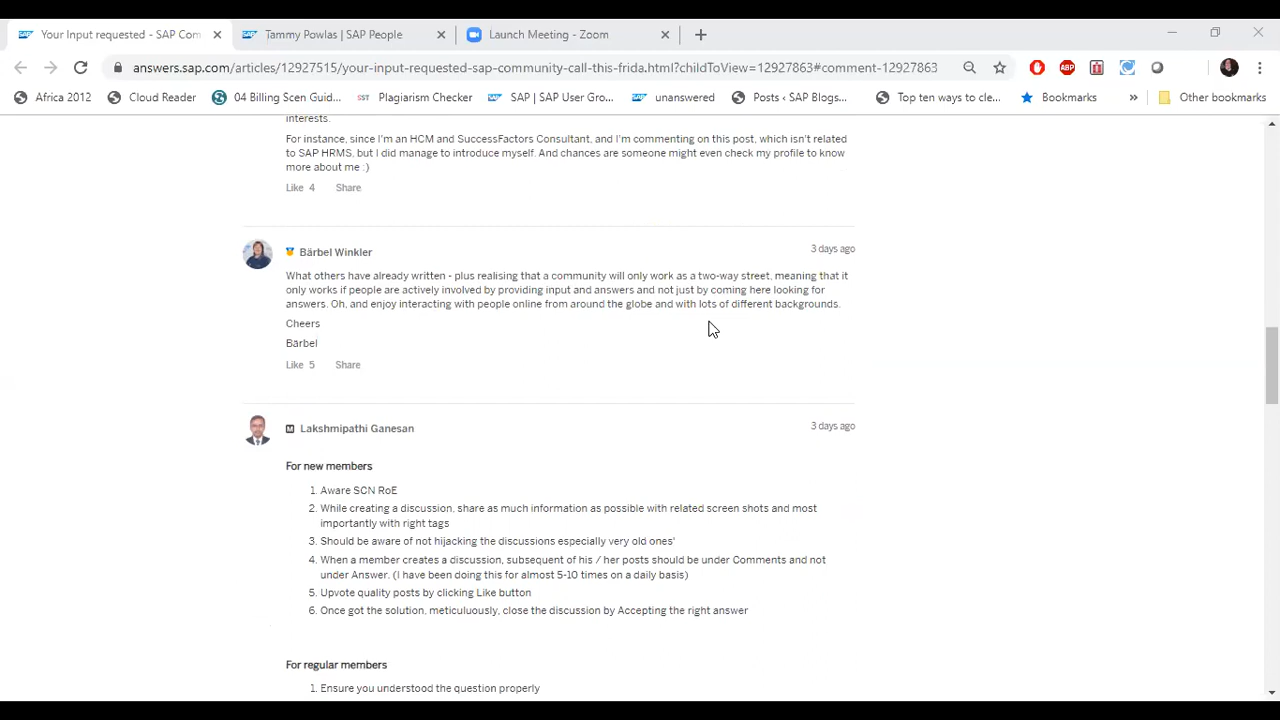 Your Input requested - SAP Com
Tammy Powlas | SAP People
Launch Meeting - Zoom
answers.sap.com/articles/12927515/your-input-requested-sap-community-call-this-frida.html?childToView=12927863#comment-12927863
Africa 2012
Cloud Reader
04 Billing Scen Guid...
Plagiarism Checker
SAP | SAP User Gro...
unanswered
Posts ‹ SAP Blogs...
Top ten ways to cle...
Bookmarks
»
Other bookmarks
interests.
For instance, since I'm an HCM and SuccessFactors Consultant, and I'm commenting on this post, which isn't related
to SAP HRMS, but I did manage to introduce myself. And chances are someone might even check my profile to know
more about me :)
Like 4 Share
Bärbel Winkler
3 days ago
What others have already written - plus realising that a community will only work as a two-way street, meaning that it
only works if people are actively involved by providing input and answers and not just by coming here looking for
answers. Oh, and enjoy interacting with people online from around the globe and with lots of different backgrounds.
Cheers
Bärbel
Like 5 Share
Lakshmipathi Ganesan
3 days ago
For new members
1. Aware SCN RoE
2. While creating a discussion, share as much information as possible with related screen shots and most
importantly with right tags
3. Should be aware of not hijacking the discussions especially very old ones'
4. When a member creates a discussion, subsequent of his / her posts should be under Comments and not
under Answer. (I have been doing this for almost 5-10 times on a daily basis)
5. Upvote quality posts by clicking Like button
6. Once got the solution, meticuluously, close the discussion by Accepting the right answer
For regular members
1. Ensure you understood the question properly